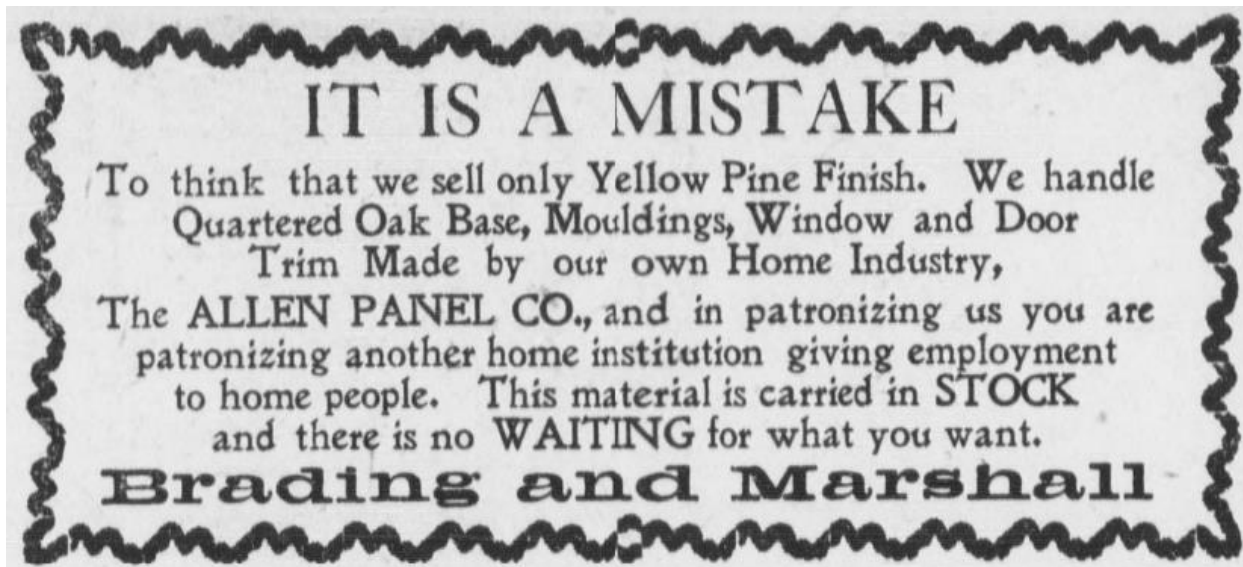 IT IS A MISTAKE
To think that we sell only Yellow Pine Finish. We handle
Quartered Oak Base, Mouldings, Window and Door
Trim Made by our own Home Industry,
The ALLEN PANEL CO., and in patronizing us you are
patronizing another home institution giving employment
to home people. This material is carried in STOCK
and there is no WAITING for what you want.
Brading and Marshall